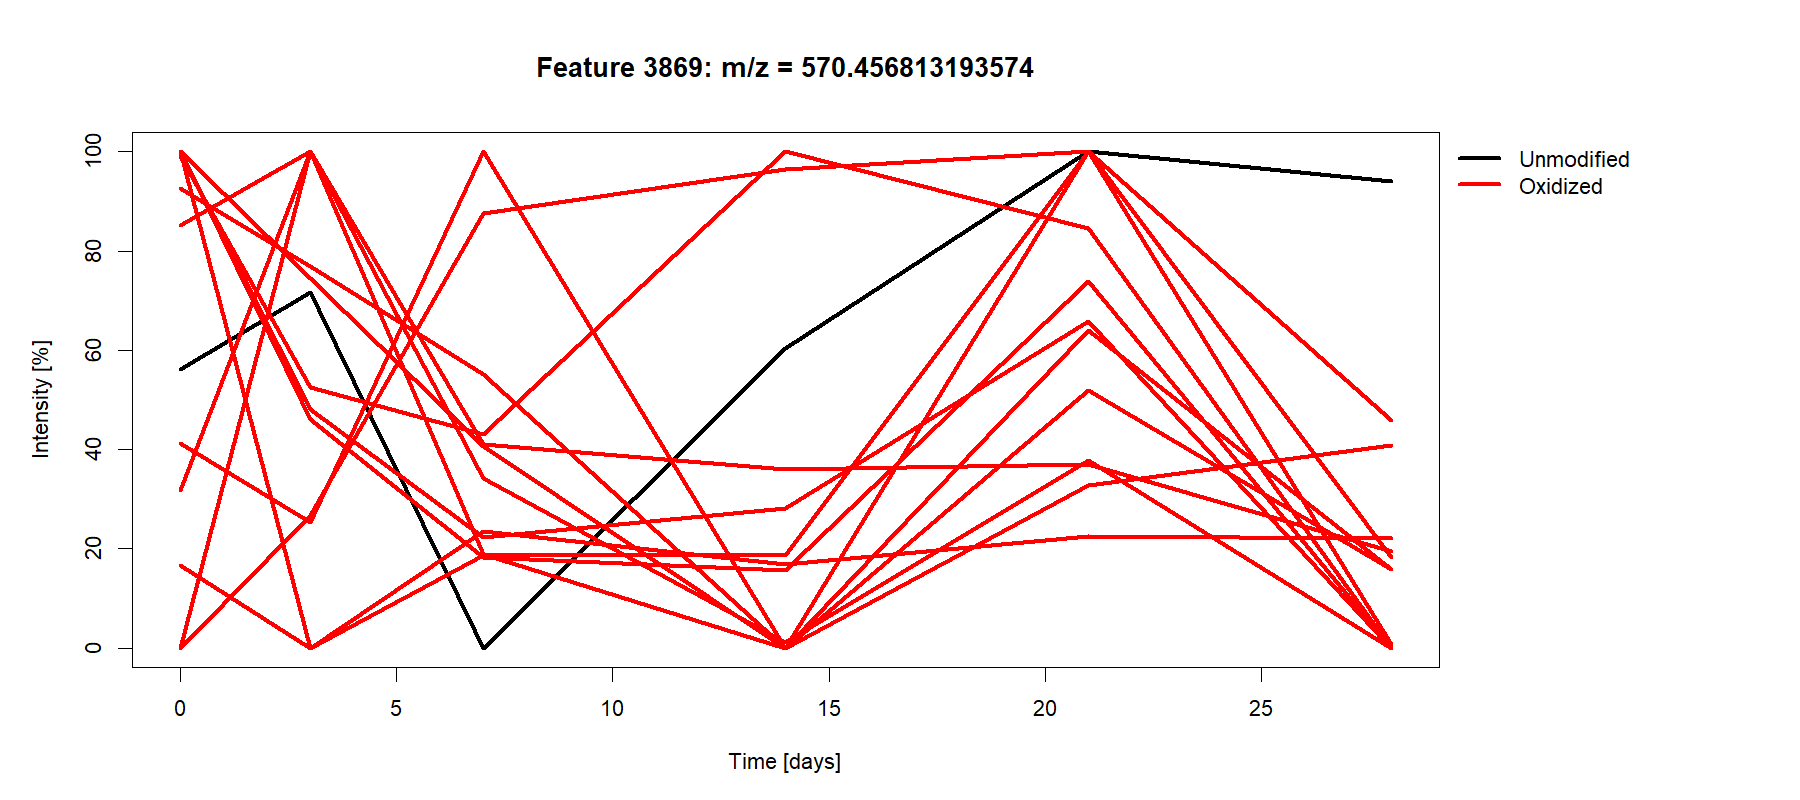 Feature 3869: m/z = 570.456813193574
Unmodified
Oxidized
Intensity [%]
100
80
60
40
20
0
0 5 10 15 20 25
Time [days]